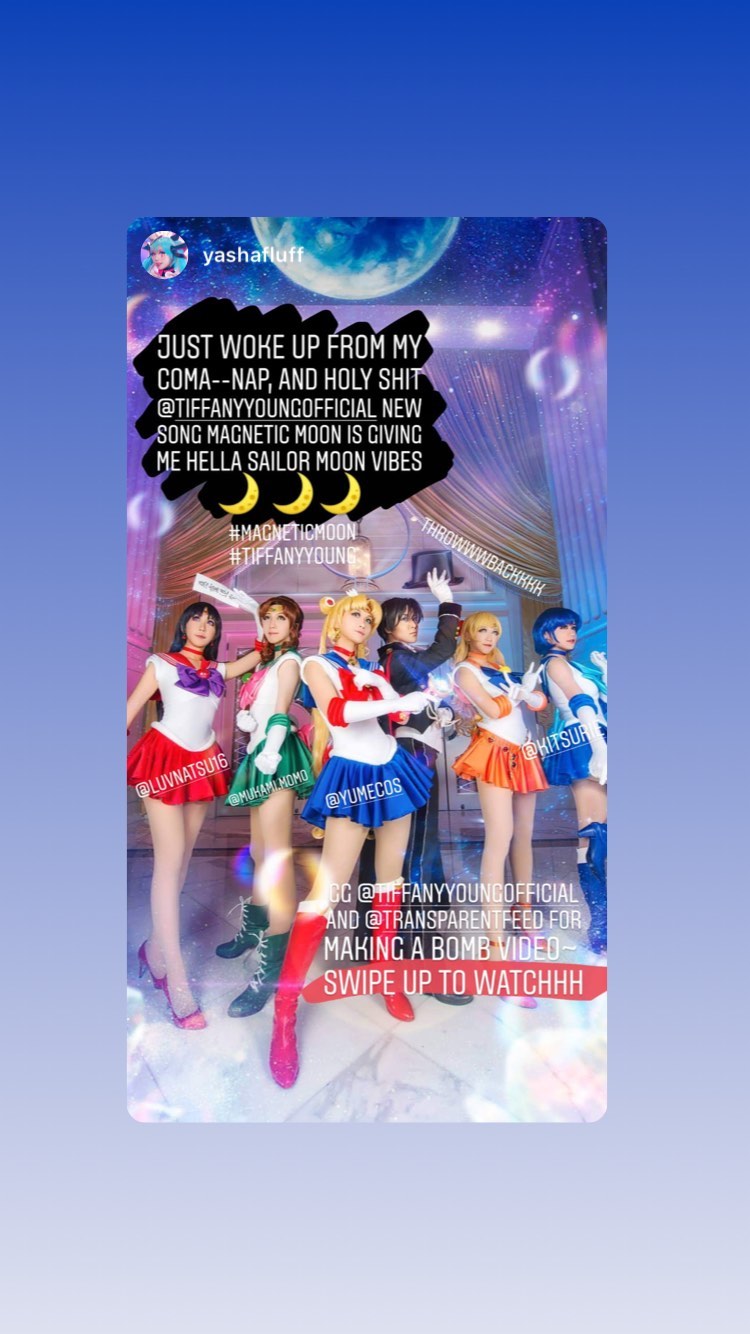 yashafluff
JUST WOKE UP FROM MY
COMA--NAP, AND HOLY SHIT
@TIFFANYYOUNGOFFICIAL NEW
SONG MAGNETIC MOON IS GIVING
ME HELLA SAILOR MOON VIBES
🌙🌙🌙
#MAGNETICMOON
#TIFFANYYOUNG
THROWWWBACKKKK
@LUVNATSU16
@MUHAMI.MOMO
@YUMECOS
@KITSURIE
CC @TIFFANYYOUNGOFFICIAL
AND @TRANSPARENTFEED FOR
MAKING A BOMB VIDEO~
SWIPE UP TO WATCHHH